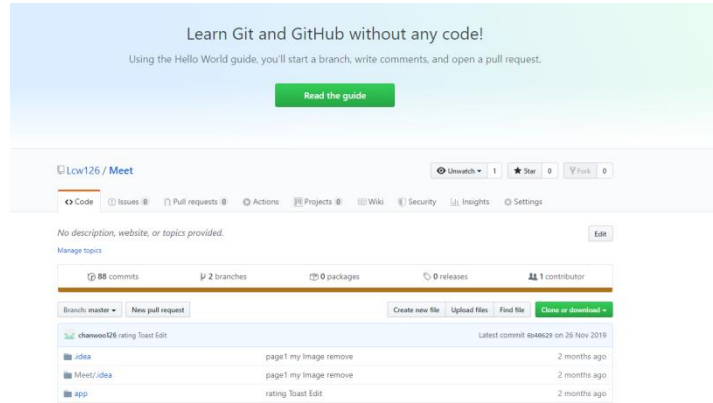 Learn Git and GitHub without any code!
Using the Hello World guide, you'll start a branch, write comments, and open a pull request.
Read the guide
Lcw126 / Meet
Unwatch 1 Star 0 Fork 0
Code Issues 0 Pull requests 0 Actions Projects 0 Wiki Security Insights Settings
No description, website, or topics provided. Edit
Manage topics
88 commits 2 branches 0 packages 0 releases 1 contributor
Branch: master New pull request Create new file Upload files Find file Clone or download
chanwoo126 rating Toast Edit Latest commit 6b40629 on 26 Nov 2019
.idea page1 my Image remove 2 months ago
Meet/.idea page1 my Image remove 2 months ago
app rating Toast Edit 2 months ago